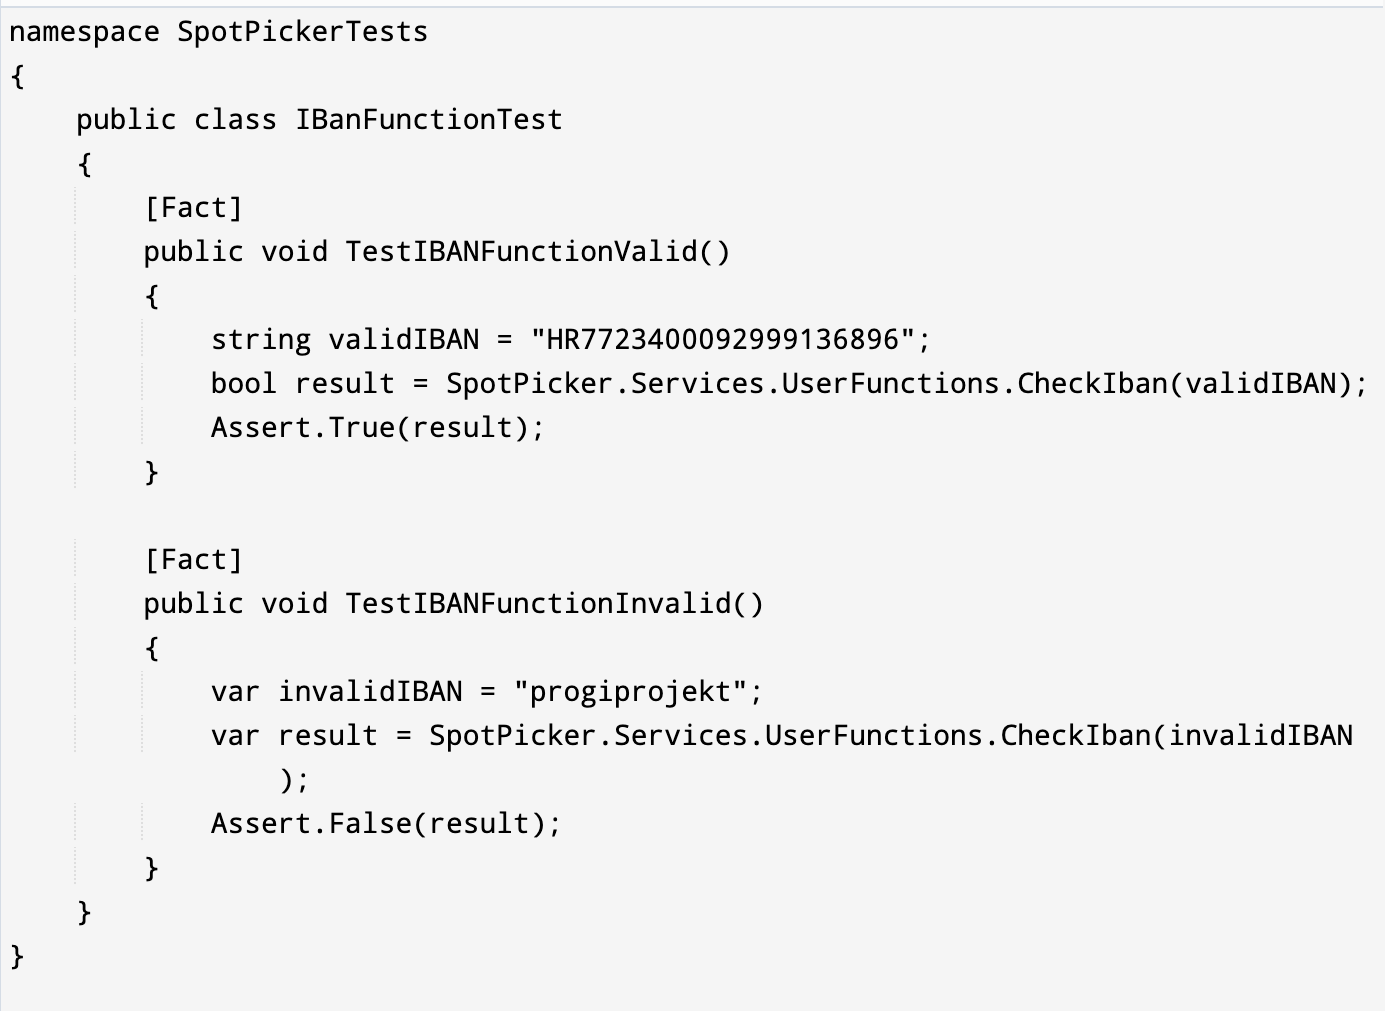 namespace SpotPickerTests
{
    public class IBanFunctionTest
    {
        [Fact]
        public void TestIBANFunctionValid()
        {
            string validIBAN = "HR7723400092999136896";
            bool result = SpotPicker.Services.UserFunctions.CheckIban(validIBAN);
            Assert.True(result);
        }

        [Fact]
        public void TestIBANFunctionInvalid()
        {
            var invalidIBAN = "progiprojekt";
            var result = SpotPicker.Services.UserFunctions.CheckIban(invalidIBAN
                );
            Assert.False(result);
        }
    }
}